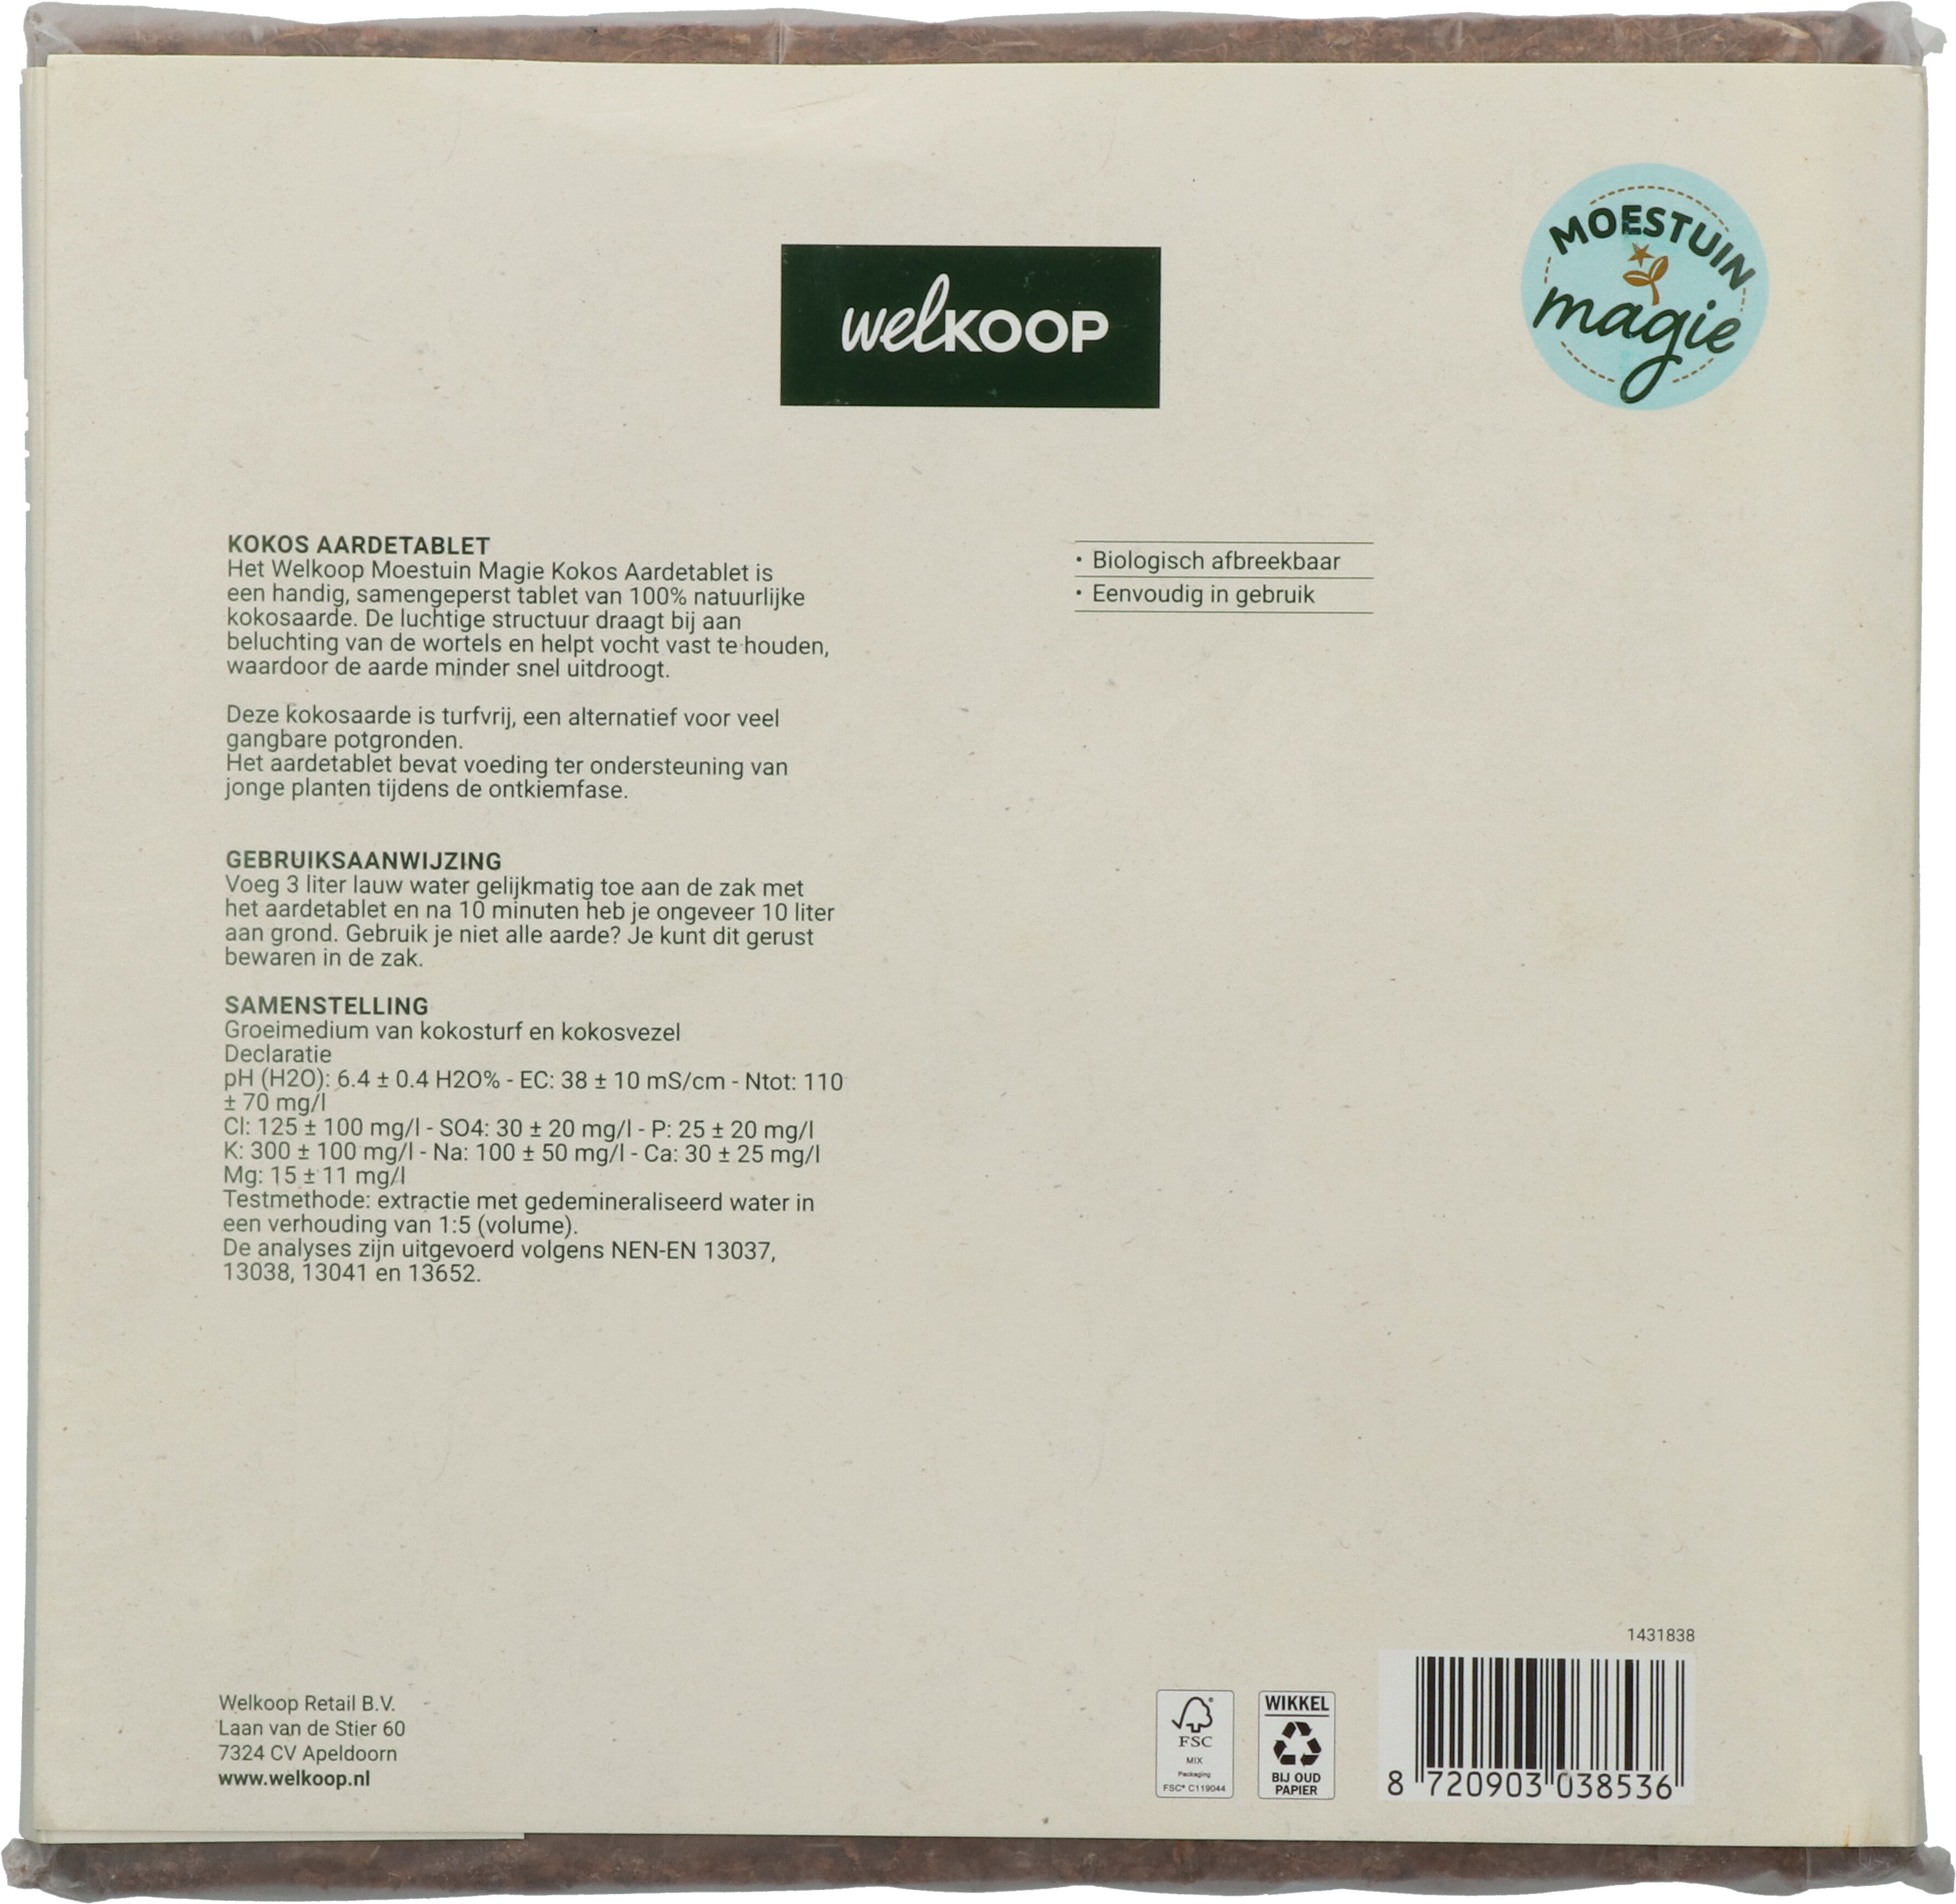 welkoop
MOESTUIN
magie
KOKOS AARDETABLET
Het Welkoop Moestuin Magie Kokos Aardetablet is
een handig, samengeperst tablet van 100% natuurlijke
kokosaarde. De luchtige structuur draagt bij aan
beluchting van de wortels en helpt vocht vast te houden,
waardoor de aarde minder snel uitdroogt.
Deze kokosaarde is turfvrij, een alternatief voor veel
gangbare potgronden.
Het aardetablet bevat voeding ter ondersteuning van
jonge planten tijdens de ontkiemfase.
GEBRUIKSAANWIJZING
Voeg 3 liter lauw water gelijkmatig toe aan de zak met
het aardetablet en na 10 minuten heb je ongeveer 10 liter
aan grond. Gebruik je niet alle aarde? Je kunt dit gerust
bewaren in de zak.
SAMENSTELLING
Groeimedium van kokosturf en kokosvezel
Declaratie
pH (H2O): 6.4 ± 0.4 H2O% - EC: 38 ± 10 mS/cm - Ntot: 110
± 70 mg/l
Cl: 125 ± 100 mg/l - SO4: 30 ± 20 mg/l - P: 25 ± 20 mg/l
K: 300 ± 100 mg/l - Na: 100 ± 50 mg/l - Ca: 30 ± 25 mg/l
Mg: 15 ± 11 mg/l
Testmethode: extractie met gedemineraliseerd water in
een verhouding van 1:5 (volume).
De analyses zijn uitgevoerd volgens NEN-EN 13037,
13038, 13041 en 13652.
• Biologisch afbreekbaar
• Eenvoudig in gebruik
Welkoop Retail B.V.
Laan van de Stier 60
7324 CV Apeldoorn
www.welkoop.nl
FSC
MIX
Packaging
FSC® C119044
WIKKEL
BIJ OUD
PAPIER
1431838
8 720903 038536